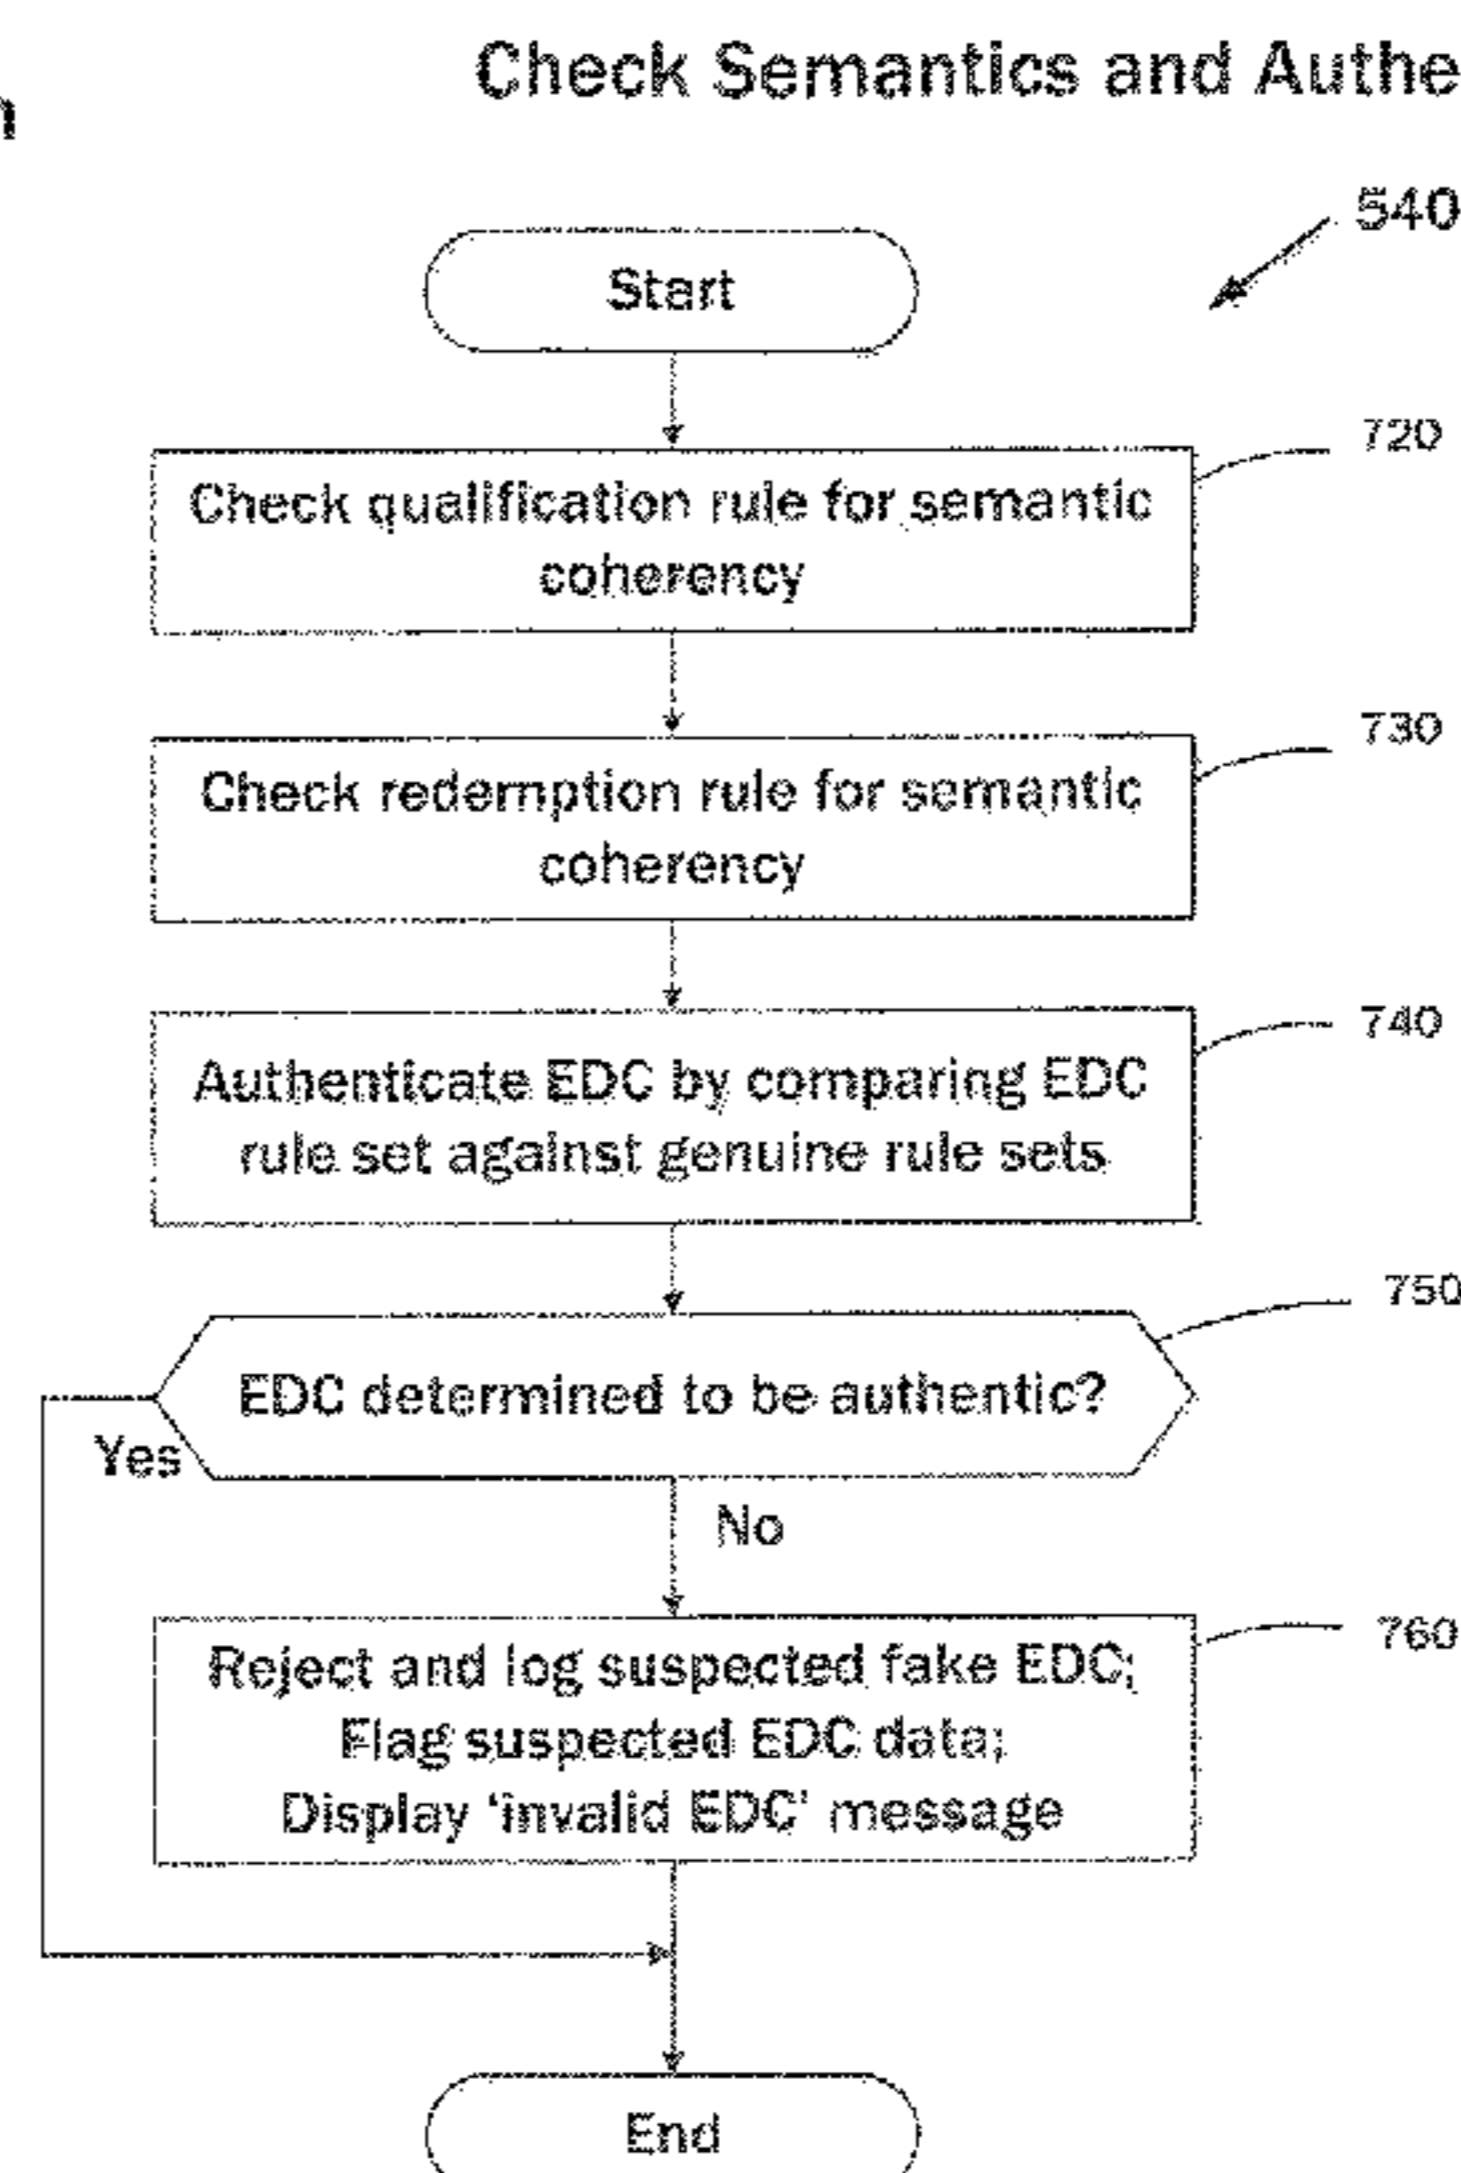 Check Semantics and Authe
540
Start
720
Check qualification rule for semantic
coherency
730
Check redemption rule for semantic
coherency
740
Authenticate EDC by comparing EDC
rule set against genuine rule sets
750
EDC determined to be authentic?
Yes
No
760
Reject and log suspected fake EDC;
Flag suspected EDC data;
Display ‘invalid EDC’ message
End